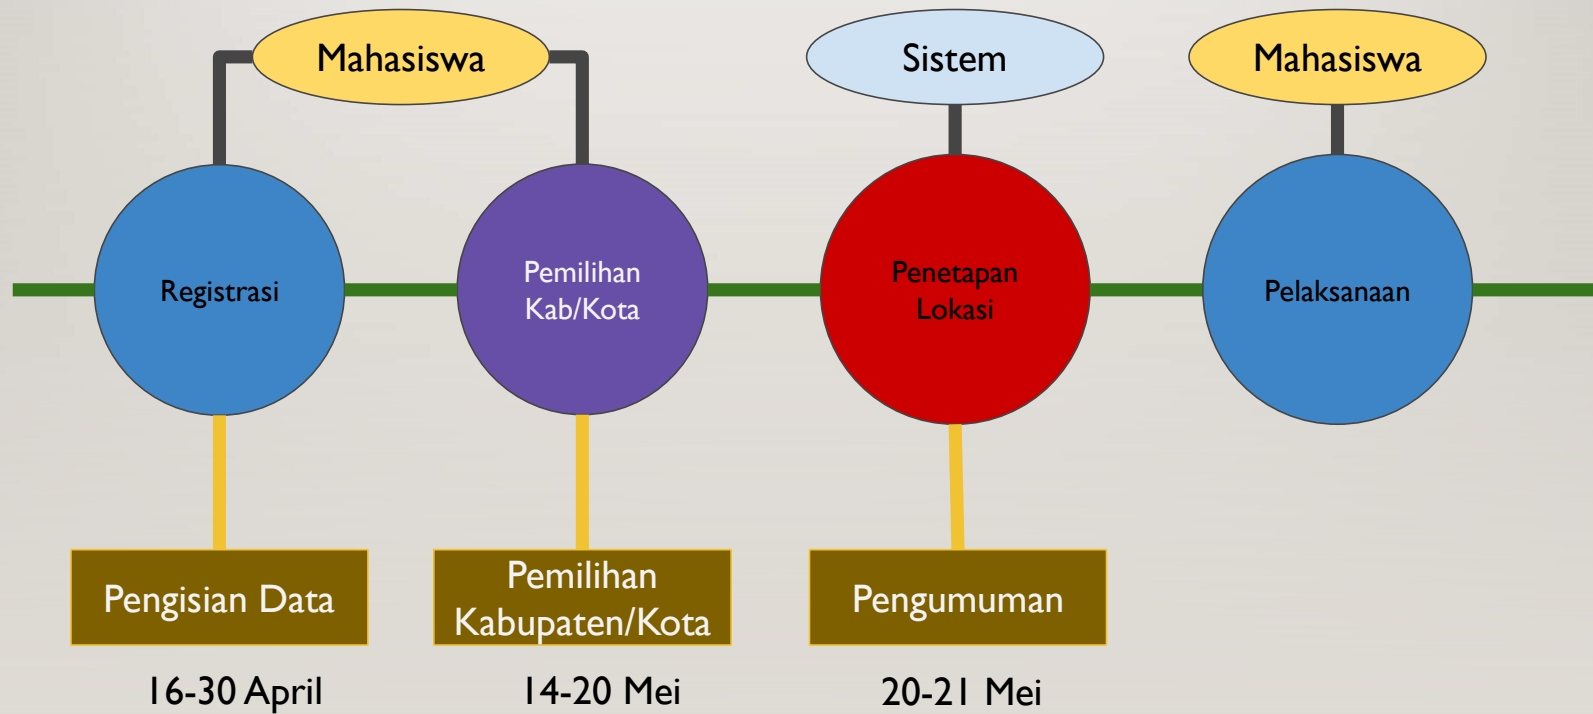 Mahasiswa
Sistem
Mahasiswa
Registrasi
Pemilihan
Kab/Kota
Penetapan
Lokasi
Pelaksanaan
Pengisian Data
Pemilihan
Kabupaten/Kota
Pengumuman
16-30 April
14-20 Mei
20-21 Mei